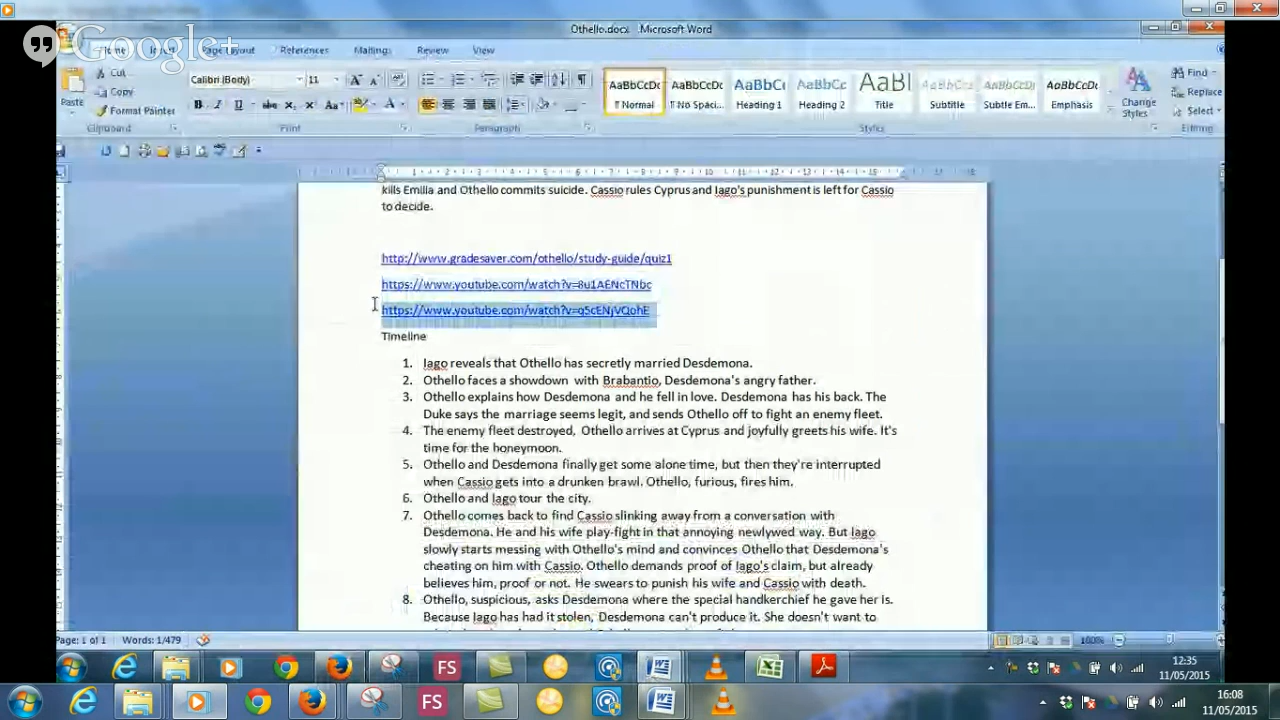 Othello.docx Microsoft Word
Google+
References Mailings Review View
Cut
Calibri (Body) 11
AaBbCcDc AaBbCcDc AaBbC AaBbCc AaB AaBbCc AaBbCcDc AaBbCcDc
Find
Paste
Copy
Replace
Format Painter
¶ Normal ¶ No Spaci... Heading 1 Heading 2 Title Subtitle Subtle Em... Emphasis
Change Styles
Select
Clipboard Paragraph Styles Editing
kills Emilia and Othello commits suicide. Cassio rules Cyprus and Iago's punishment is left for Cassio
to decide.
http://www.gradesaver.com/othello/study-guide/quiz1
https://www.youtube.com/watch?v=8u1AENcTNbc
https://www.youtube.com/watch?v=q5cENjVQohE
Timeline
1. Iago reveals that Othello has secretly married Desdemona.
2. Othello faces a showdown with Brabantio, Desdemona's angry father.
3. Othello explains how Desdemona and he fell in love. Desdemona has his back. The
Duke says the marriage seems legit, and sends Othello off to fight an enemy fleet.
4. The enemy fleet destroyed, Othello arrives at Cyprus and joyfully greets his wife. It's
time for the honeymoon.
5. Othello and Desdemona finally get some alone time, but then they're interrupted
when Cassio gets into a drunken brawl. Othello, furious, fires him.
6. Othello and Iago tour the city.
7. Othello comes back to find Cassio slinking away from a conversation with
Desdemona. He and his wife play-fight in that annoying newlywed way. But Iago
slowly starts messing with Othello's mind and convinces Othello that Desdemona's
cheating on him with Cassio. Othello demands proof of Iago's claim, but already
believes him, proof or not. He swears to punish his wife and Cassio with death.
8. Othello, suspicious, asks Desdemona where the special handkerchief he gave her is.
Because Iago has had it stolen, Desdemona can't produce it. She doesn't want to
Page: 1 of 1 Words: 1/479 100%
FS
12:35
11/05/2015
FS
16:08
11/05/2015